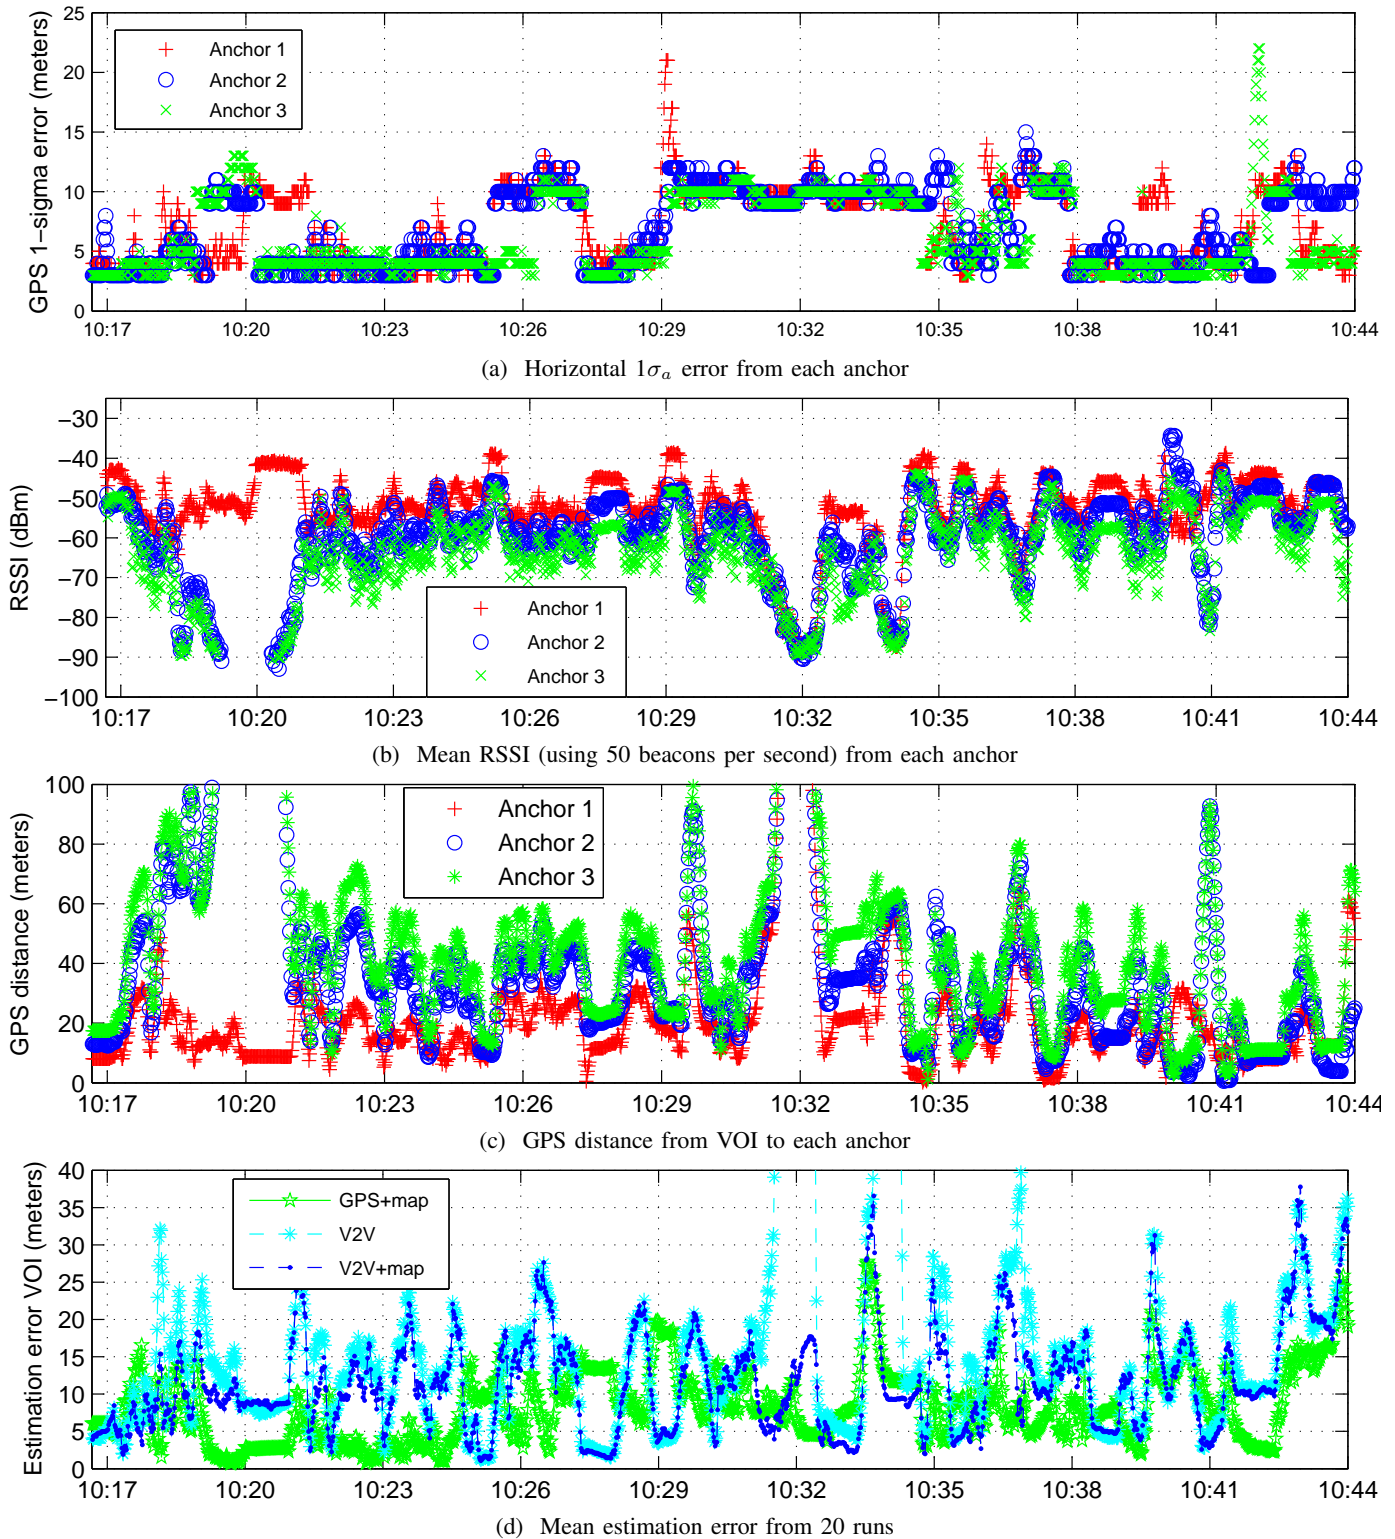 GPS 1−sigma error (meters)
25
20
15
10
5
0
Anchor 1
Anchor 2
Anchor 3
10:17 10:20 10:23 10:26 10:29 10:32 10:35 10:38 10:41 10:44
(a) Horizontal 1σₐ error from each anchor
RSSI (dBm)
−30
−40
−50
−60
−70
−80
−90
−100
Anchor 1
Anchor 2
Anchor 3
10:17 10:20 10:23 10:26 10:29 10:32 10:35 10:38 10:41 10:44
(b) Mean RSSI (using 50 beacons per second) from each anchor
GPS distance (meters)
100
80
60
40
20
0
Anchor 1
Anchor 2
Anchor 3
10:17 10:20 10:23 10:26 10:29 10:32 10:35 10:38 10:41 10:44
(c) GPS distance from VOI to each anchor
Estimation error VOI (meters)
40
35
30
25
20
15
10
5
0
GPS+map
V2V
V2V+map
10:17 10:20 10:23 10:26 10:29 10:32 10:35 10:38 10:41 10:44
(d) Mean estimation error from 20 runs